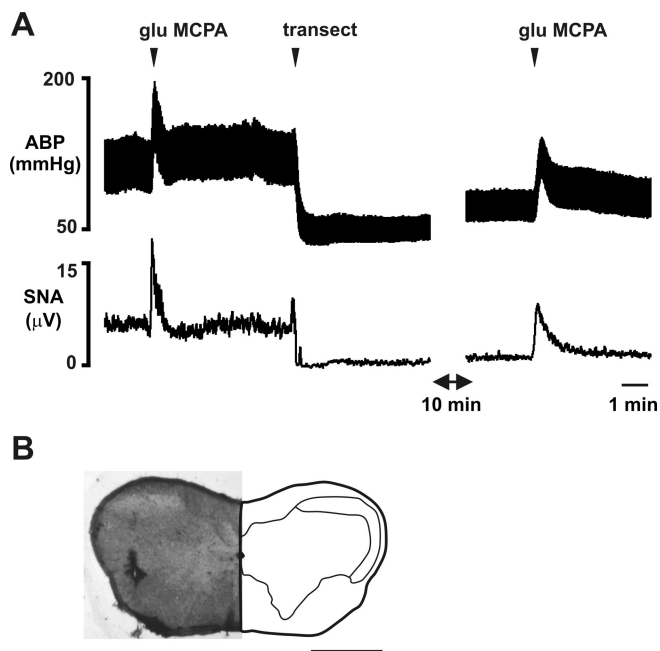 A
glu MCPA
transect
glu MCPA
200
ABP
(mmHg)
50
15
SNA
(μV)
0
10 min
1 min
B